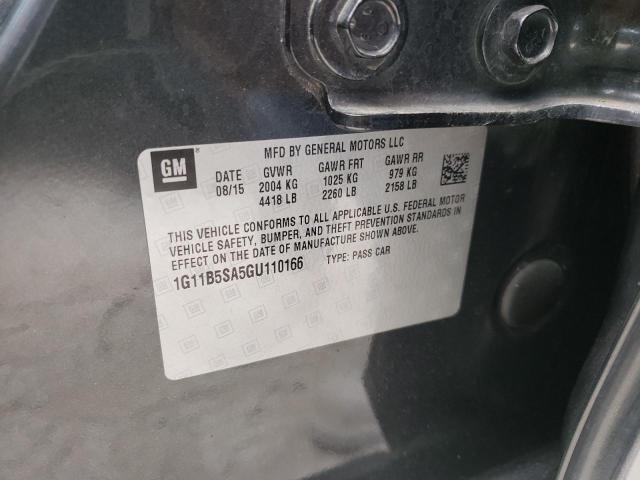 GM
MFD BY GENERAL MOTORS LLC
DATE GVWR GAWR FRT GAWR RR
08/15 2004 KG 1025 KG 979 KG
4418 LB 2260 LB 2158 LB
THIS VEHICLE CONFORMS TO ALL APPLICABLE U.S. FEDERAL MOTOR
VEHICLE SAFETY, BUMPER, AND THEFT PREVENTION STANDARDS IN
EFFECT ON THE DATE OF MANUFACTURE SHOWN ABOVE.
1G11B5SA5GU110166 TYPE: PASS CAR